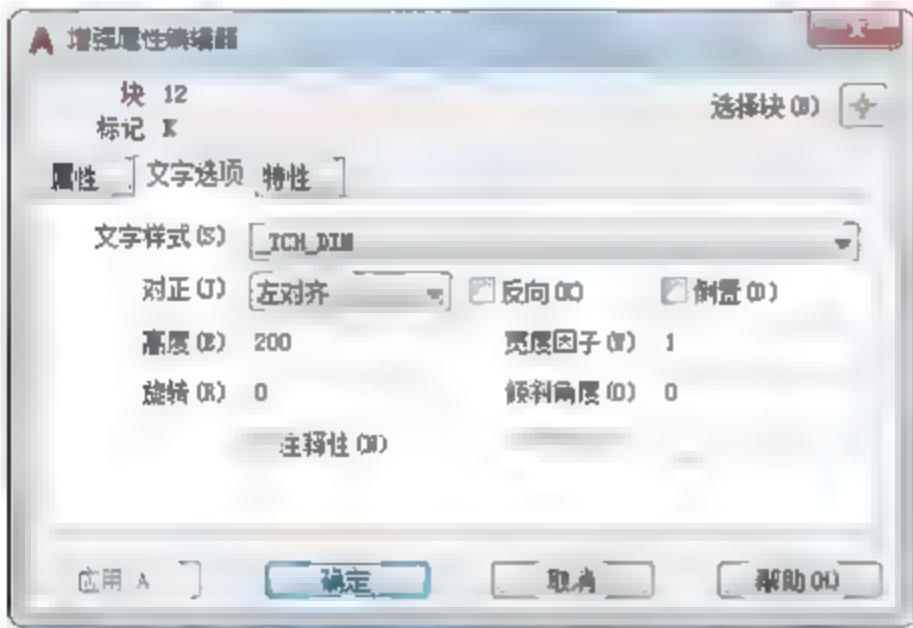 增强属性编辑器
块 12
选择块(B)
标记 K
属性 文字选项 特性
文字样式(S) _TCH_DIM
对正(J) 左对齐 反向(K) 倒置(D)
高度(E) 200 宽度因子(W) 1
旋转(R) 0 倾斜角度(O) 0
注释性(N)
应用 A 确定 取消 帮助(H)